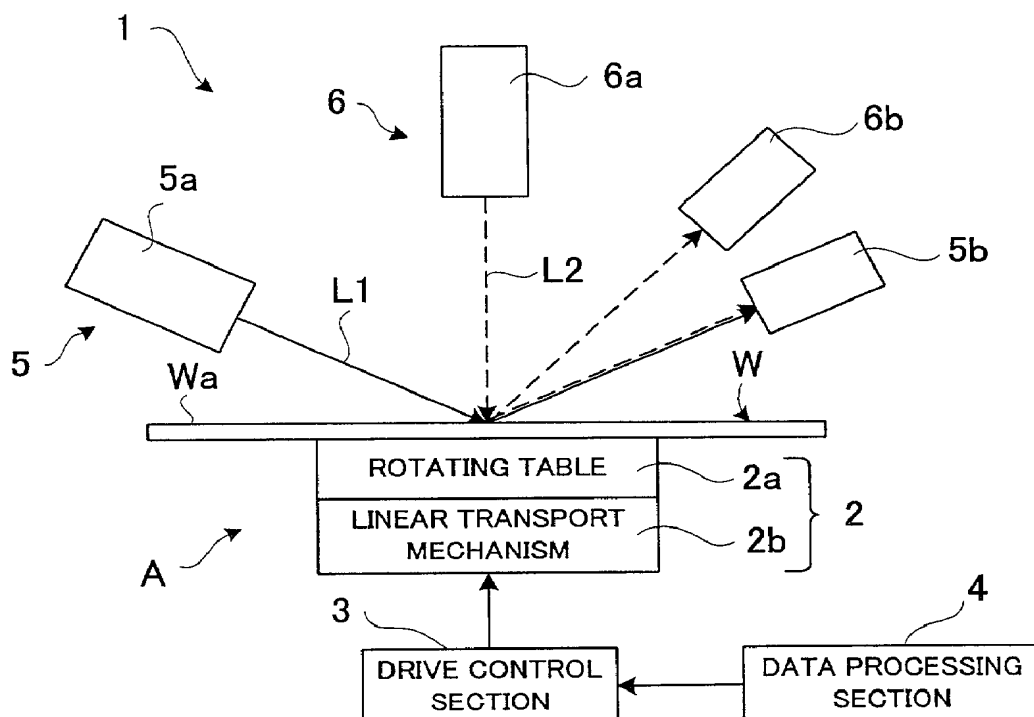 1
6
6a
6b
5a
5b
L2
L1
5
Wa
W
ROTATING TABLE
2a
LINEAR TRANSPORT
MECHANISM
2b
2
A
3
4
DRIVE CONTROL
SECTION
DATA PROCESSING
SECTION